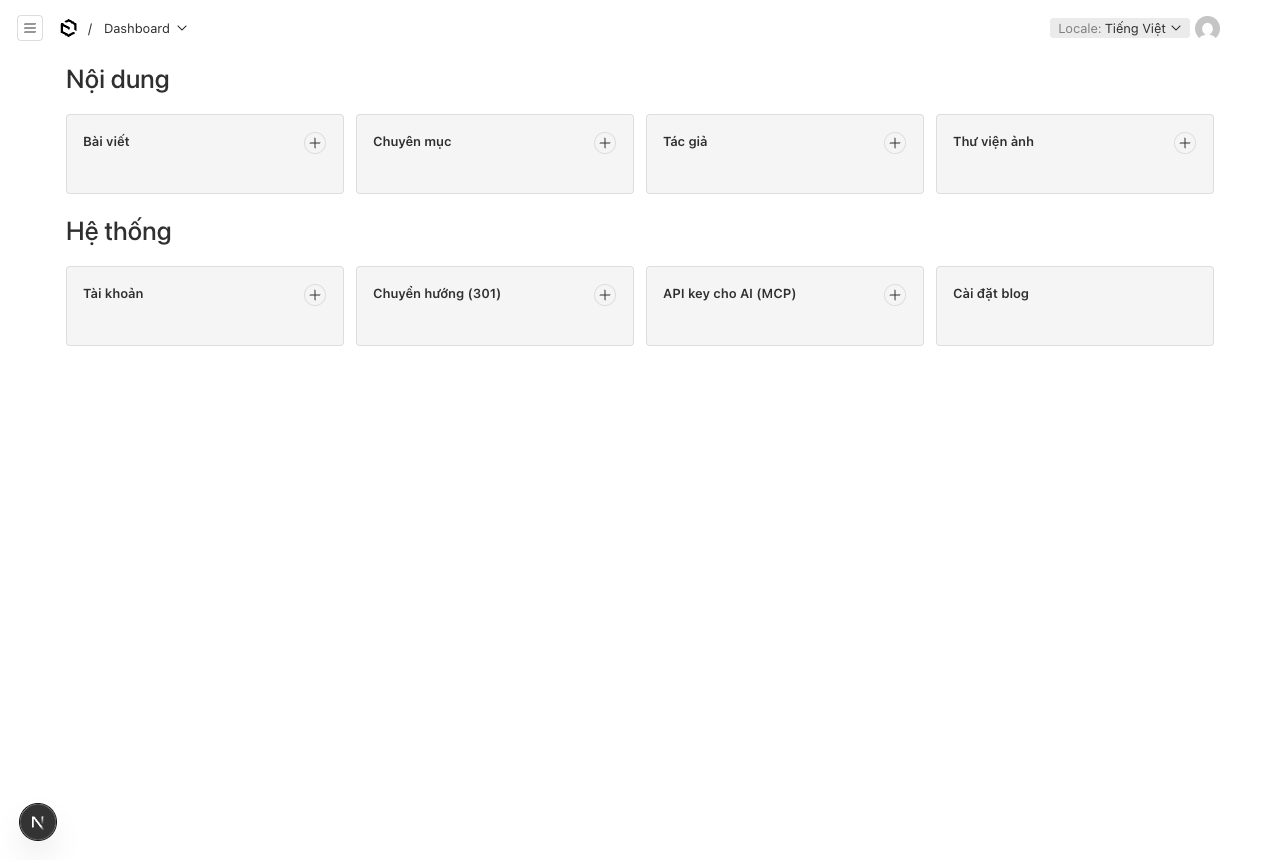 / Dashboard
Locale: Tiếng Việt
Nội dung
Bài viết
Chuyên mục
Tác giả
Thư viện ảnh
Hệ thống
Tài khoản
Chuyển hướng (301)
API key cho AI (MCP)
Cài đặt blog
N